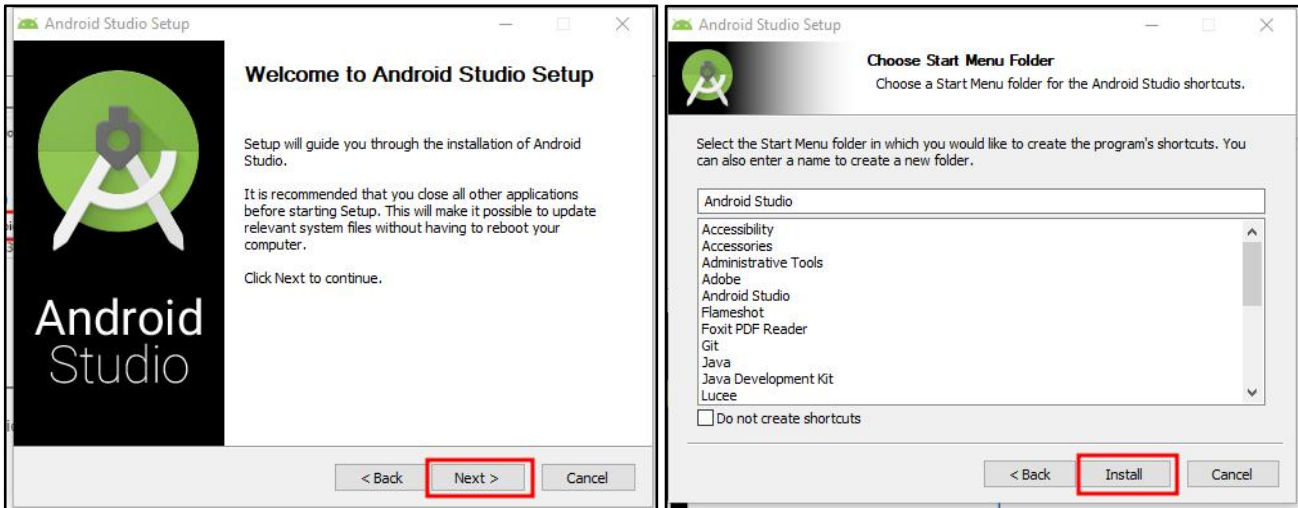 Android Studio Setup
Welcome to Android Studio Setup
Setup will guide you through the installation of Android
Studio.
It is recommended that you close all other applications
before starting Setup. This will make it possible to update
relevant system files without having to reboot your
computer.
Click Next to continue.
Android
Studio
< Back
Next >
Cancel
Android Studio Setup
Choose Start Menu Folder
Choose a Start Menu folder for the Android Studio shortcuts.
Select the Start Menu folder in which you would like to create the program's shortcuts. You
can also enter a name to create a new folder.
Android Studio
Accessibility
Accessories
Administrative Tools
Adobe
Android Studio
Flameshot
Foxit PDF Reader
Git
Java
Java Development Kit
Lucee
Do not create shortcuts
< Back
Install
Cancel